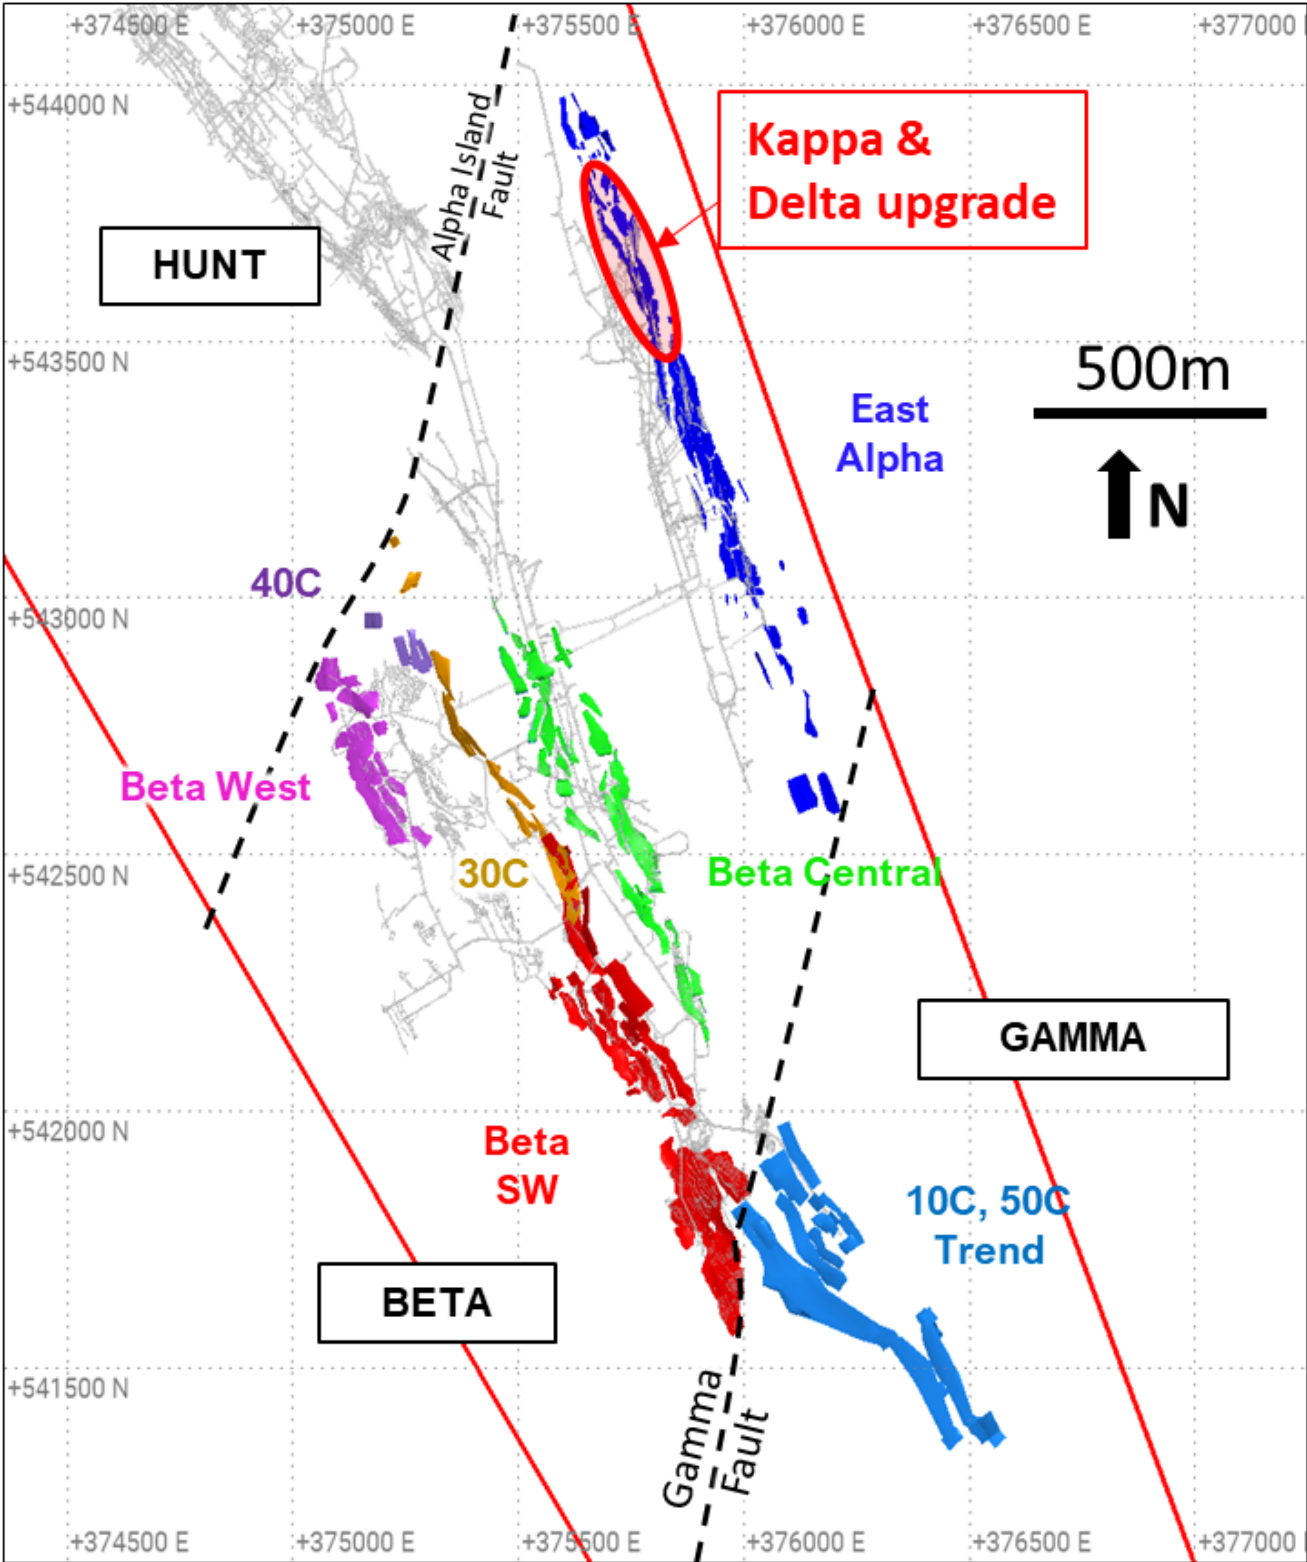 +374500 E
+375000 E
+375500 E
+376000 E
+376500 E
+377000
+544000 N
Alpha Island
Fault
Kappa &
Delta upgrade
HUNT
+543500 N
500m
East
Alpha
N
40C
+543000 N
Beta West
30C
Beta Central
+542500 N
GAMMA
+542000 N
Beta
SW
10C, 50C
Trend
BETA
+541500 N
Gamma
Fault
+374500 E
+375000 E
+375500 E
+376000 E
+376500 E
+377000